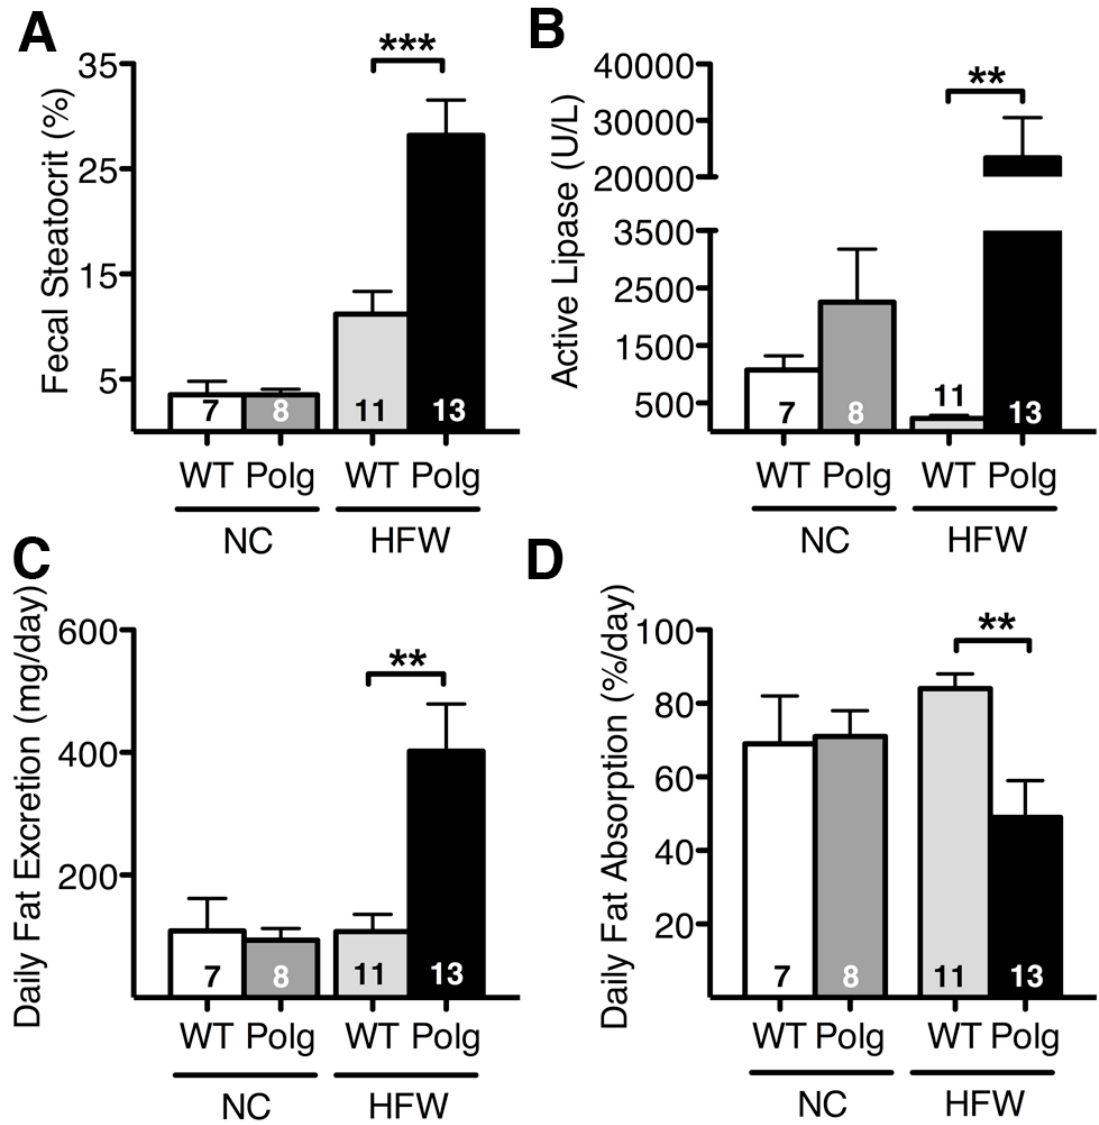 A
Fecal Steatocrit (%)
35
25
15
5
***
7
8
11
13
WT Polg WT Polg
NC HFW
B
Active Lipase (U/L)
40000
30000
20000
3500
2500
1500
500
**
7
8
11
13
WT Polg WT Polg
NC HFW
C
Daily Fat Excretion (mg/day)
600
400
200
**
7
8
11
13
WT Polg WT Polg
NC HFW
D
Daily Fat Absorption (%/day)
100
80
60
40
20
**
7
8
11
13
WT Polg WT Polg
NC HFW